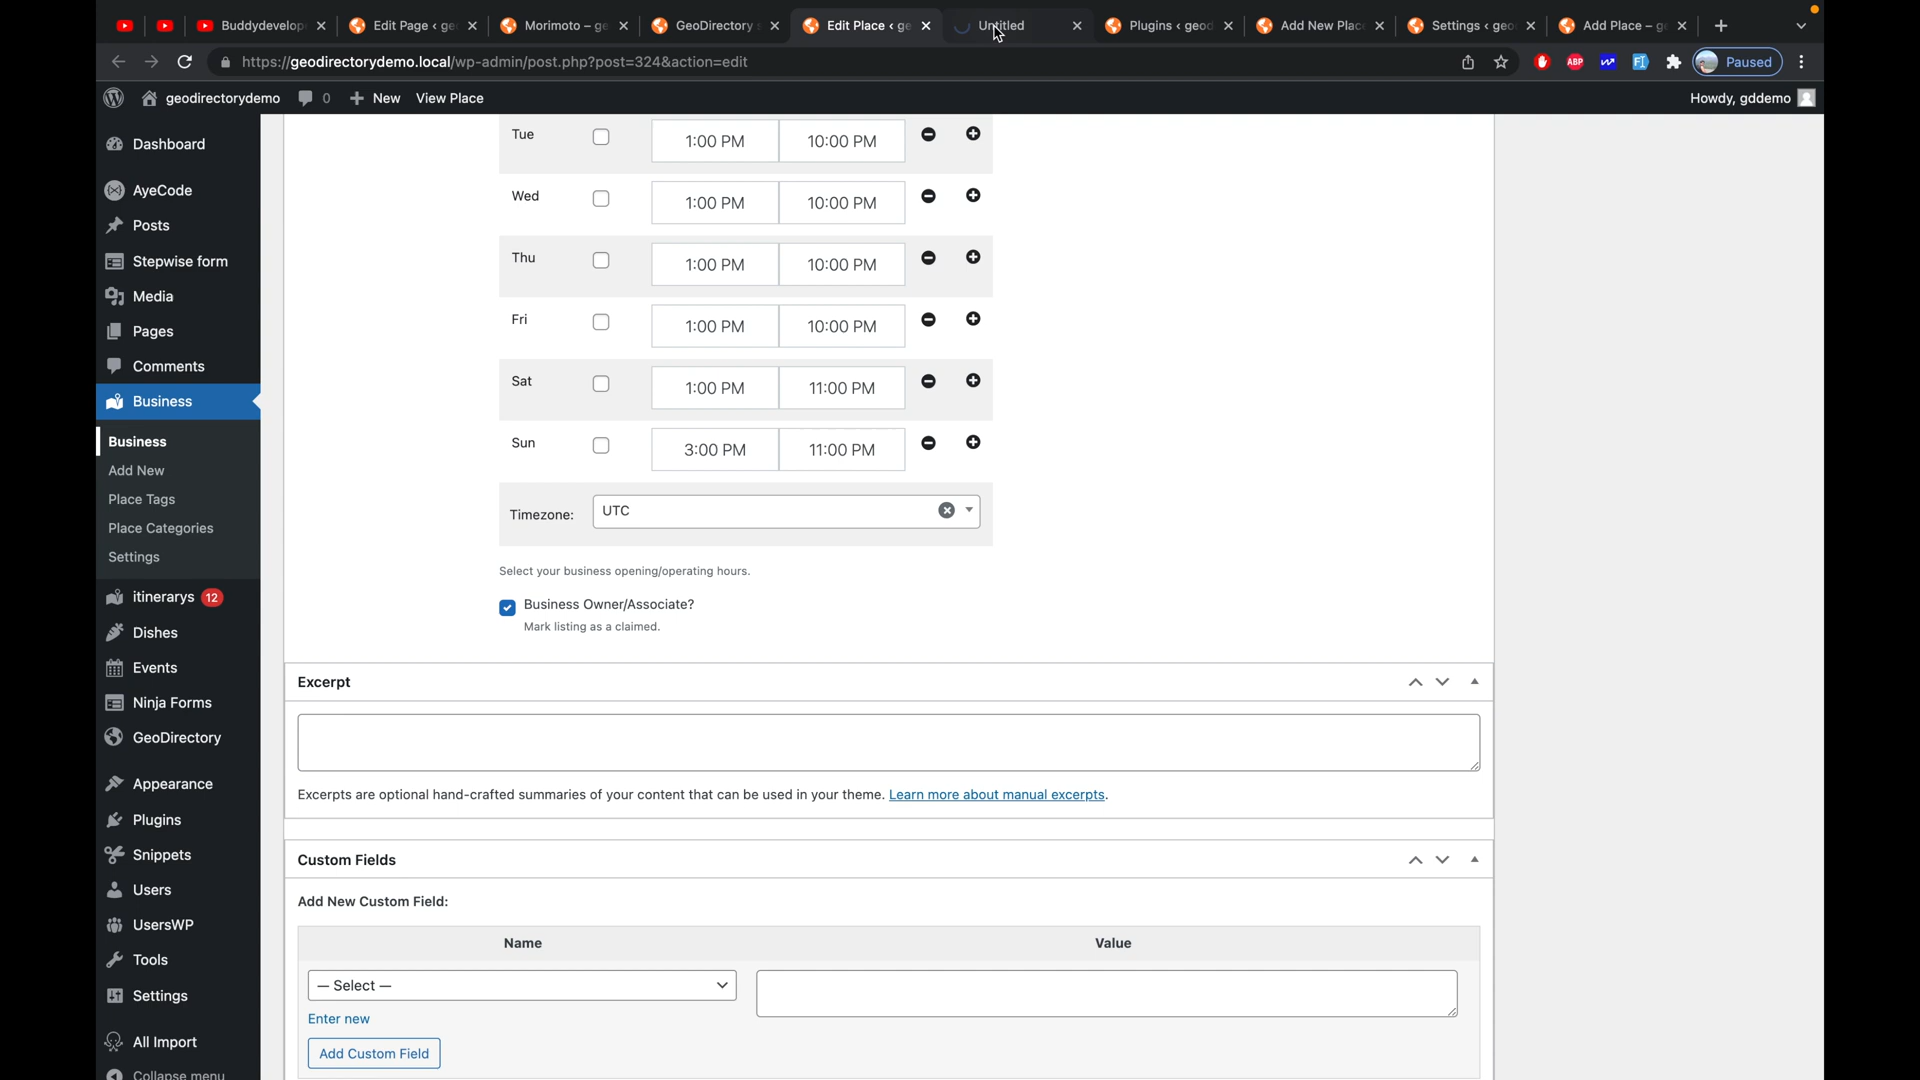 Buddydevelop
Edit Page ‹ ge
Morimoto – ge
GeoDirectory s
Edit Place ‹ ge
Untitled
Plugins ‹ geod
Add New Place
Settings ‹ geo
Add Place – g
https://geodirectorydemo.local/wp-admin/post.php?post=324&action=edit
ABP
Paused
geodirectorydemo
0
New
View Place
Howdy, gddemo
Dashboard
AyeCode
Posts
Stepwise form
Media
Pages
Comments
Business
Business
Add New
Place Tags
Place Categories
Settings
itinerarys 12
Dishes
Events
Ninja Forms
GeoDirectory
Appearance
Plugins
Snippets
Users
UsersWP
Tools
Settings
All Import
Collapse menu
Tue 1:00 PM 10:00 PM
Wed 1:00 PM 10:00 PM
Thu 1:00 PM 10:00 PM
Fri 1:00 PM 10:00 PM
Sat 1:00 PM 11:00 PM
Sun 3:00 PM 11:00 PM
Timezone: UTC
Select your business opening/operating hours.
Business Owner/Associate?
Mark listing as a claimed.
Excerpt
Excerpts are optional hand-crafted summaries of your content that can be used in your theme. Learn more about manual excerpts.
Custom Fields
Add New Custom Field:
Name Value
— Select —
Enter new
Add Custom Field